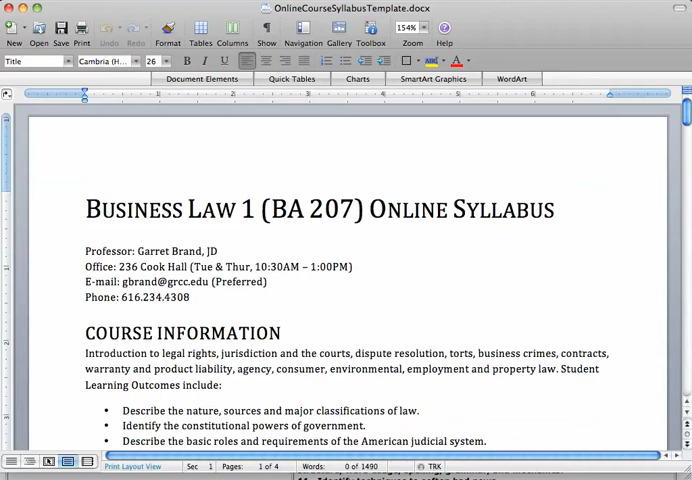 OnlineCourseSyllabusTemplate.docx
154%
New Open Save Print Undo Redo Format Tables Columns Show Navigation Gallery Toolbox Zoom Help
Title Cambria (H... 26 B I U
Document Elements Quick Tables Charts SmartArt Graphics WordArt
BUSINESS LAW 1 (BA 207) ONLINE SYLLABUS
Professor: Garret Brand, JD
Office: 236 Cook Hall (Tue & Thur, 10:30AM – 1:00PM)
E-mail: gbrand@grcc.edu (Preferred)
Phone: 616.234.4308
COURSE INFORMATION
Introduction to legal rights, jurisdiction and the courts, dispute resolution, torts, business crimes, contracts,
warranty and product liability, agency, consumer, environmental, employment and property law. Student
Learning Outcomes include:
• Describe the nature, sources and major classifications of law.
• Identify the constitutional powers of government.
• Describe the basic roles and requirements of the American judicial system.
Print Layout View Sec 1 Pages: 1 of 4 Words: 0 of 1490 TRK